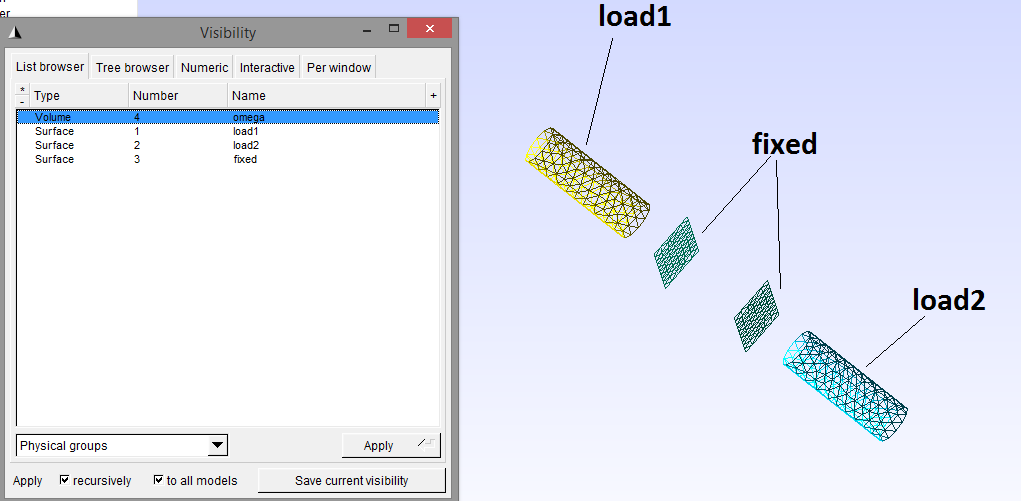 er
Visibility
List browser Tree browser Numeric Interactive Per window
* - Type Number Name +
Volume 4 omega
Surface 1 load1
Surface 2 load2
Surface 3 fixed
Physical groups Apply
Apply recursively to all models Save current visibility
load1
fixed
load2